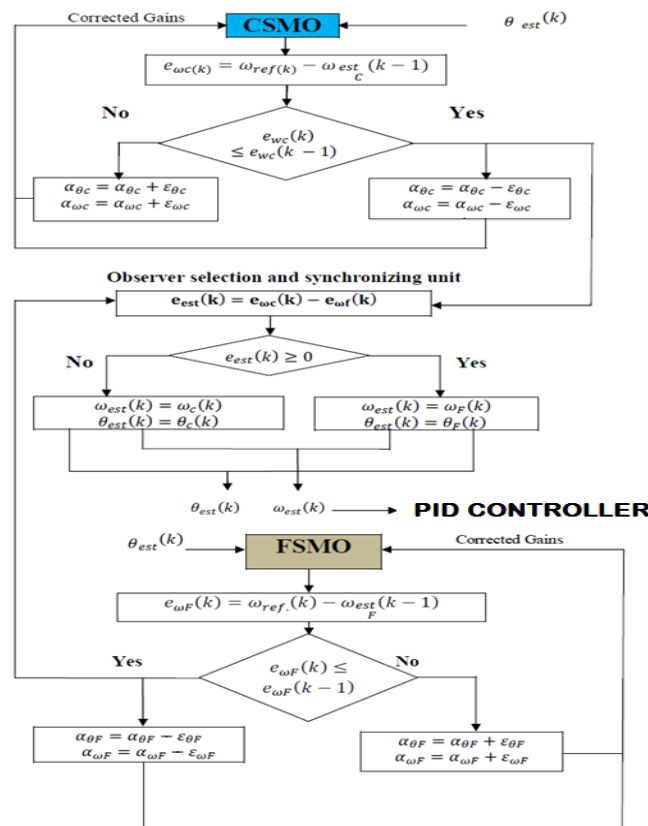 Corrected Gains
CSMO
θ est(k)
e_ωc(k) = ω_ref(k) − ω_est_C (k − 1)
No
Yes
e_wc(k)
≤ e_wc(k − 1)
α_θc = α_θc + ε_θc
α_ωc = α_ωc + ε_ωc
α_θc = α_θc − ε_θc
α_ωc = α_ωc − ε_ωc
Observer selection and synchronizing unit
e_est(k) = e_ωc(k) − e_ωf(k)
No
e_est(k) ≥ 0
Yes
ω_est(k) = ω_c(k)
θ_est(k) = θ_c(k)
ω_est(k) = ω_F(k)
θ_est(k) = θ_F(k)
θ_est(k)
ω_est(k)
PID CONTROLLER
θ_est(k)
FSMO
Corrected Gains
e_ωF(k) = ω_ref.(k) − ω_est_F (k − 1)
Yes
No
e_ωF(k) ≤
e_ωF(k − 1)
α_θF = α_θF − ε_θF
α_ωF = α_ωF − ε_ωF
α_θF = α_θF + ε_θF
α_ωF = α_ωF + ε_ωF